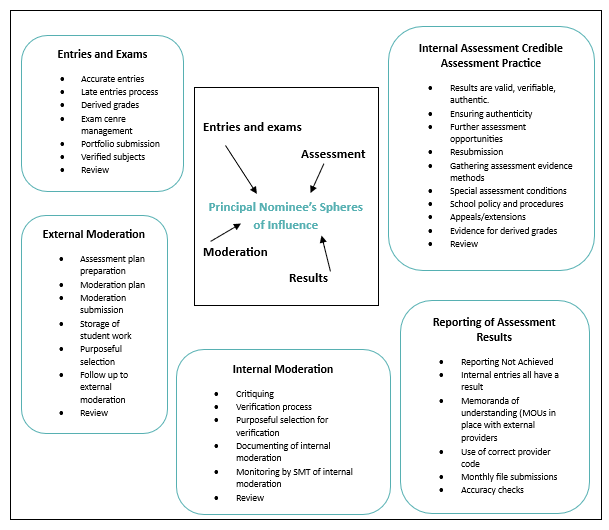 Entries and Exams
• Accurate entries
• Late entries process
• Derived grades
• Exam cenre
management
• Portfolio submission
• Verified subjects
• Review
Entries and exams
Assessment
Principal Nominee's Spheres
of Influence
Moderation
Results
Internal Assessment Credible
Assessment Practice
• Results are valid, verifiable,
authentic.
• Ensuring authenticity
• Further assessment
opportunities
• Resubmission
• Gathering assessment evidence
methods
• Special assessment conditions
• School policy and procedures
• Appeals/extensions
• Evidence for derived grades
• Review
External Moderation
• Assessment plan
preparation
• Moderation plan
• Moderation
submission
• Storage of
student work
• Purposeful
selection
• Follow up to
external
moderation
• Review
Internal Moderation
• Critiquing
• Verification process
• Purposeful selection for
verification
• Documenting of internal
moderation
• Monitoring by SMT of internal
moderation
• Review
Reporting of Assessment
Results
• Reporting Not Achieved
• Internal entries all have a
result
• Memoranda of
understanding (MOUs in
place with external
providers
• Use of correct provider
code
• Monthly file submissions
• Accuracy checks